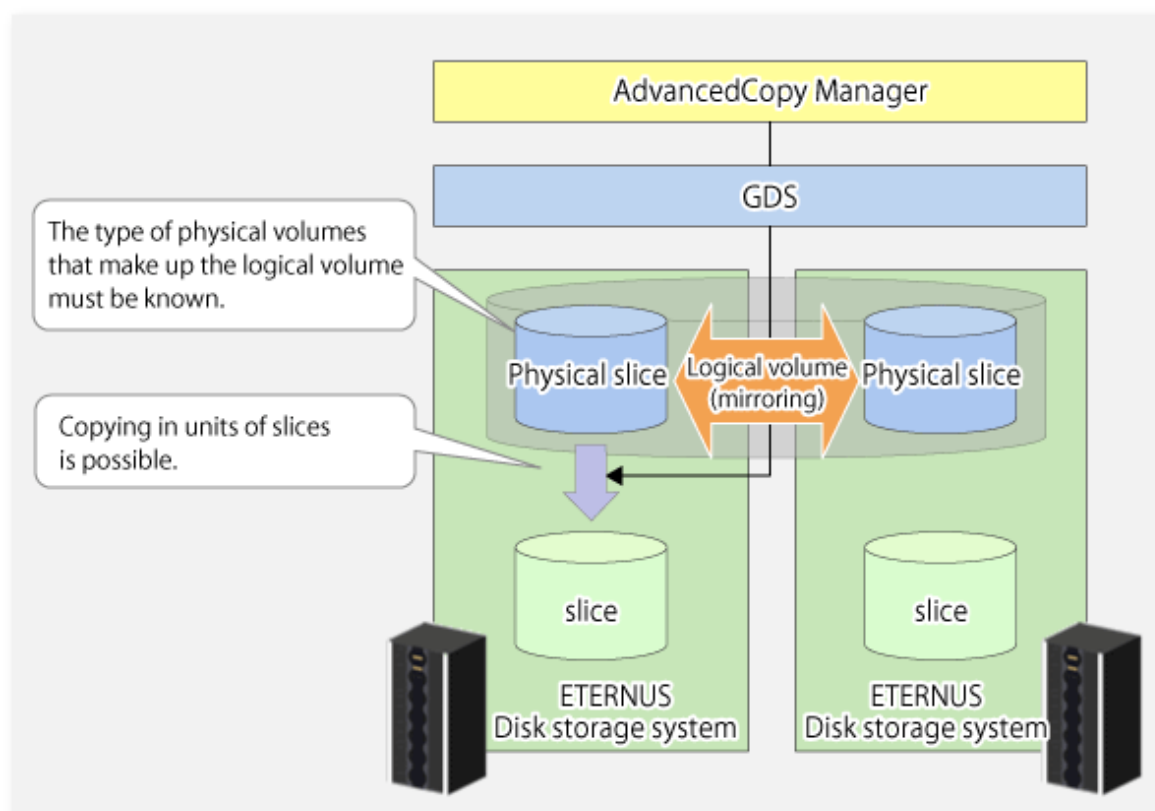 AdvancedCopy Manager
GDS
The type of physical volumes
that make up the logical volume
must be known.
Physical slice
Logical volume
(mirroring)
Physical slice
Copying in units of slices
is possible.
slice
slice
ETERNUS
Disk storage system
ETERNUS
Disk storage system